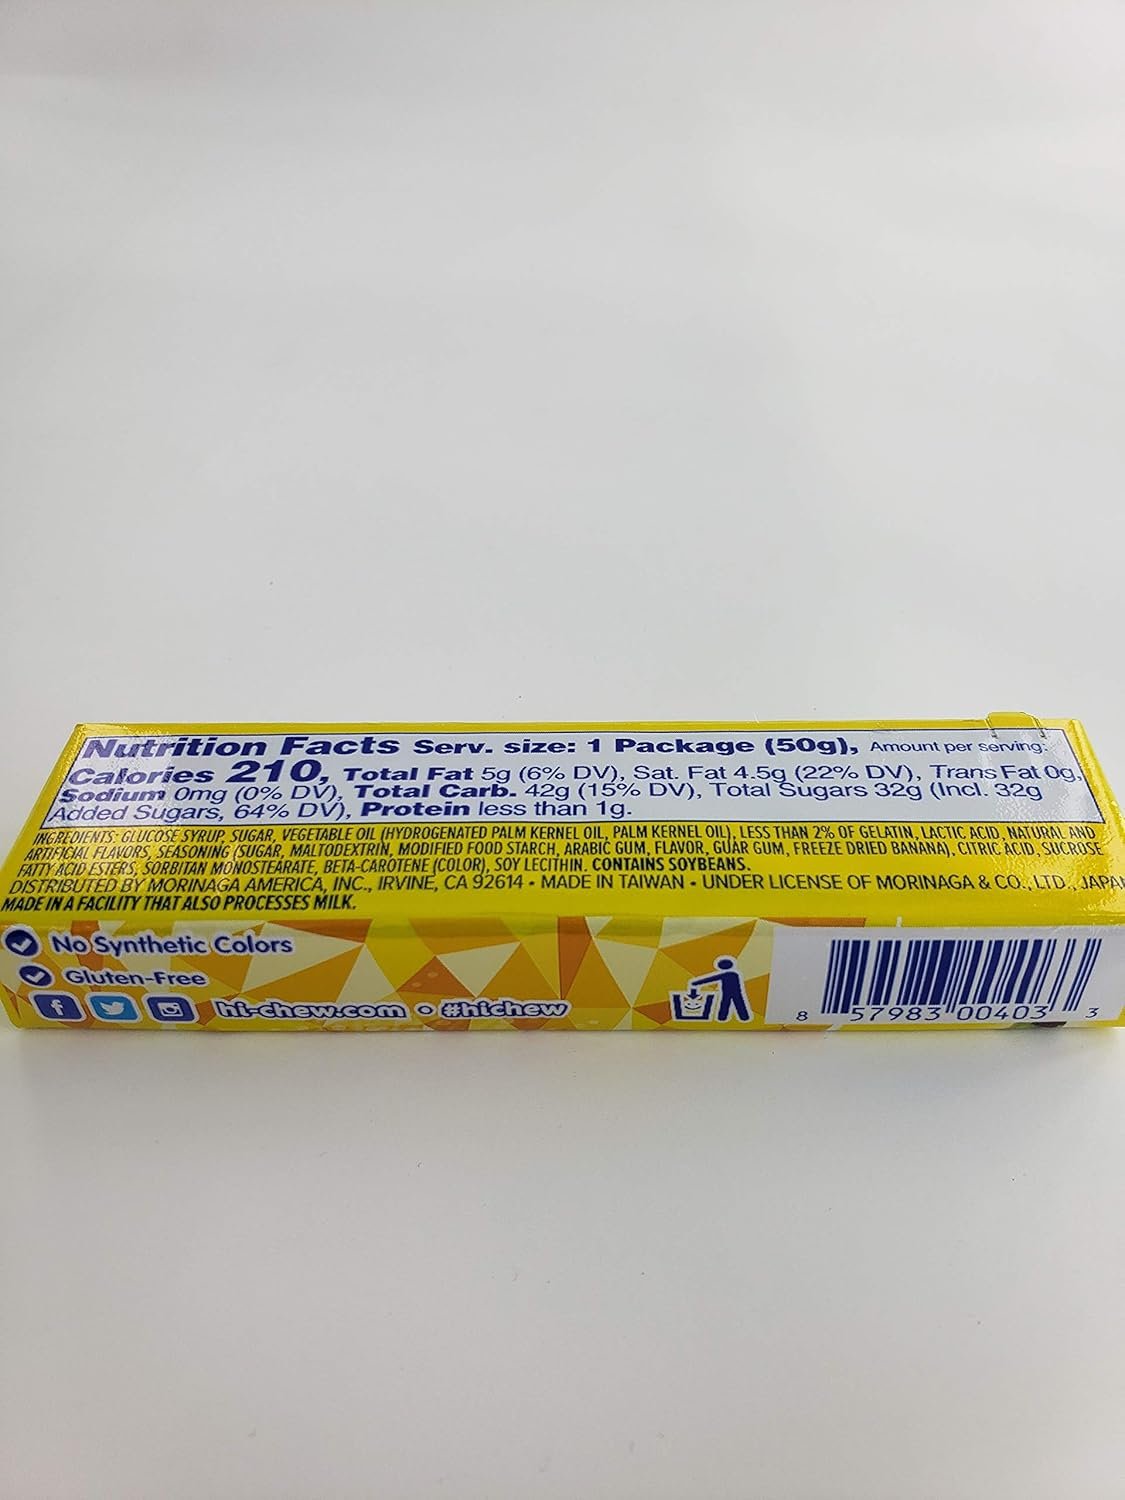 Nutrition Facts Serv. size: 1 Package (50g), Amount per serving:
Calories 210, Total Fat 5g (6% DV), Sat. Fat 4.5g (22% DV), Trans Fat 0g,
Sodium 0mg (0% DV), Total Carb. 42g (15% DV), Total Sugars 32g (Incl. 32g
Added Sugars, 64% DV), Protein less than 1g.
INGREDIENTS: GLUCOSE SYRUP, SUGAR, VEGETABLE OIL (HYDROGENATED PALM KERNEL OIL, PALM KERNEL OIL), LESS THAN 2% OF GELATIN, LACTIC ACID, NATURAL AND
ARTIFICIAL FLAVORS, SEASONING (SUGAR, MALTODEXTRIN, MODIFIED FOOD STARCH, ARABIC GUM, FLAVOR, GUAR GUM, FREEZE DRIED BANANA), CITRIC ACID, SUCROSE
FATTY ACID ESTERS, SORBITAN MONOSTEARATE, BETA-CAROTENE (COLOR), SOY LECITHIN. CONTAINS SOYBEANS.
DISTRIBUTED BY MORINAGA AMERICA, INC., IRVINE, CA 92614 • MADE IN TAIWAN • UNDER LICENSE OF MORINAGA & CO., LTD., JAPAN
MADE IN A FACILITY THAT ALSO PROCESSES MILK.
No Synthetic Colors
Gluten-Free
hi-chew.com • #hichew
8 57983 00403 3